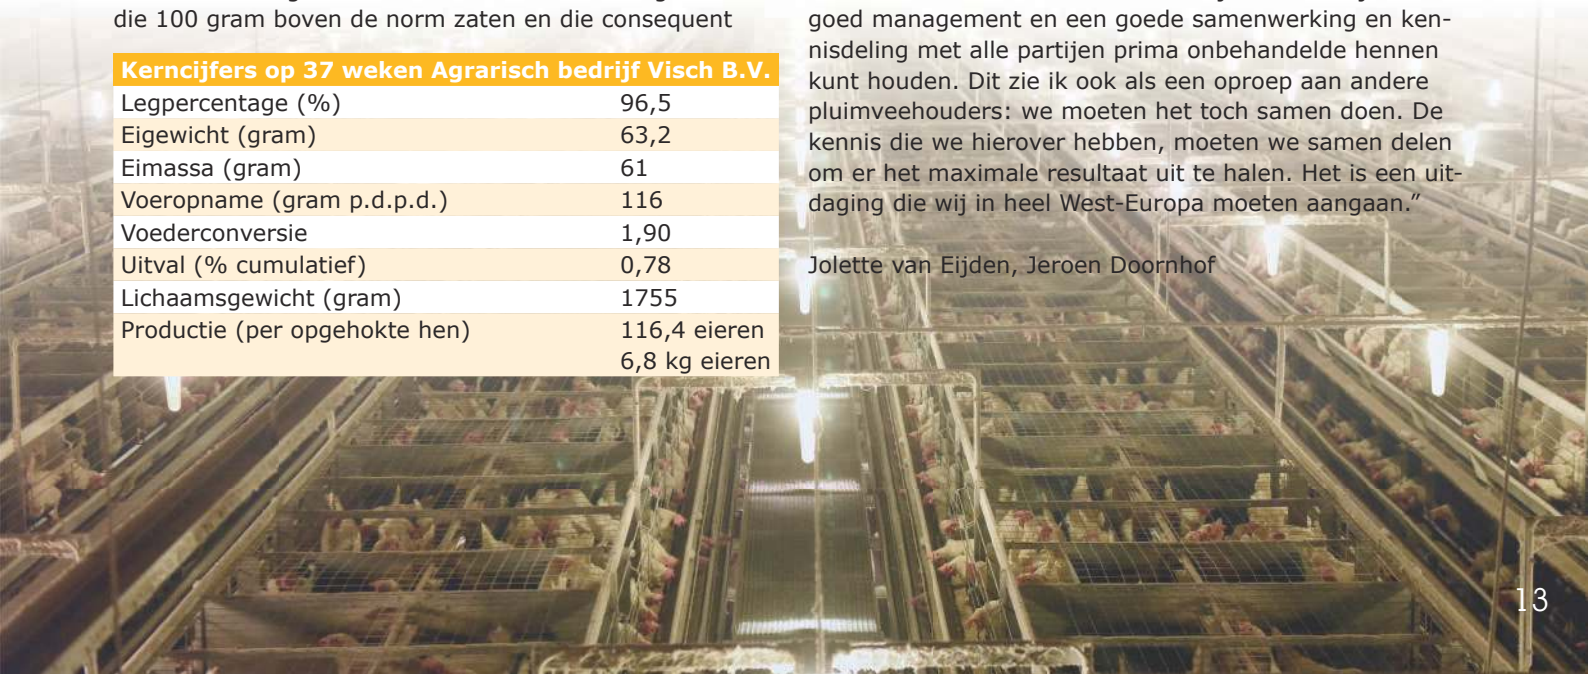 die 100 gram boven de norm zaten en die consequent
Kerncijfers op 37 weken Agrarisch bedrijf Visch B.V.
Legpercentage (%) 96,5
Eigewicht (gram) 63,2
Eimassa (gram) 61
Voeropname (gram p.d.p.d.) 116
Voederconversie 1,90
Uitval (% cumulatief) 0,78
Lichaamsgewicht (gram) 1755
Productie (per opgehokte hen) 116,4 eieren
6,8 kg eieren
goed management en een goede samenwerking en ken-
nisdeling met alle partijen prima onbehandelde hennen
kunt houden. Dit zie ik ook als een oproep aan andere
pluimveehouders: we moeten het toch samen doen. De
kennis die we hierover hebben, moeten we samen delen
om er het maximale resultaat uit te halen. Het is een uit-
daging die wij in heel West-Europa moeten aangaan.”
Jolette van Eijden, Jeroen Doornhof
13